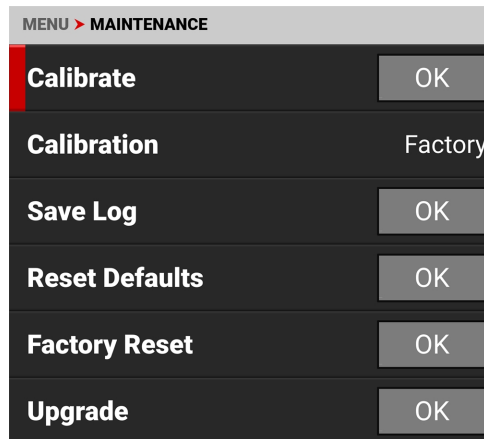 MENU ➤ MAINTENANCE
Calibrate OK
Calibration Factory
Save Log OK
Reset Defaults OK
Factory Reset OK
Upgrade OK